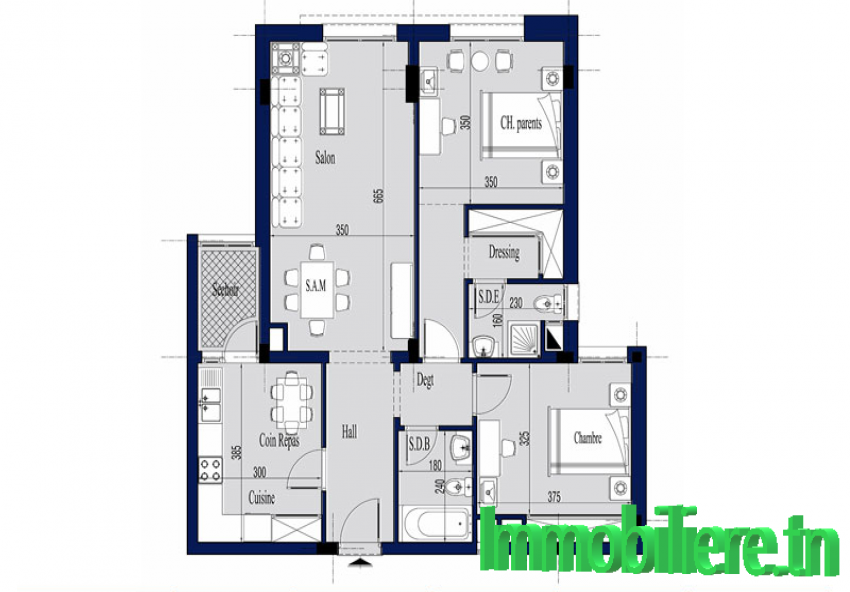 CH. parents
350
Salon
350
665
350
Dressing
Sechoir
S.A.M
S.D.E
230
160
Degt
Hall
Coin Repas
385
300
Cuisine
S.D.B
180
240
325
Chambre
375
ImmobiTiere.tn